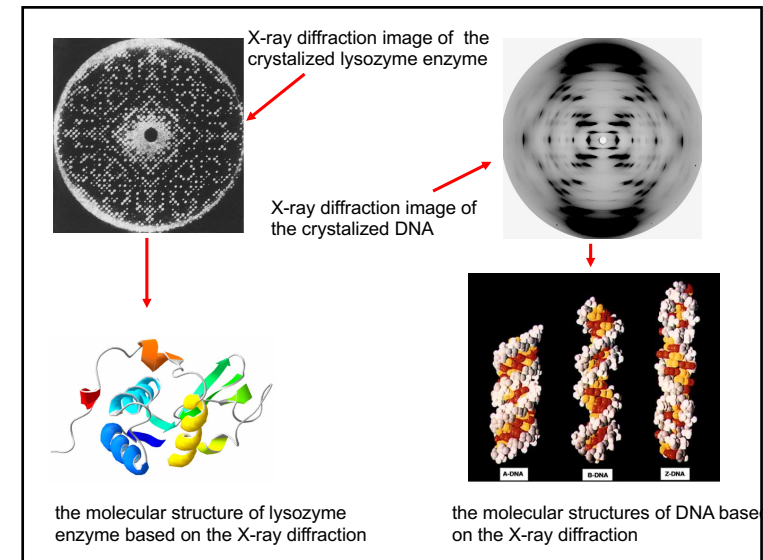 X-ray diffraction image of  the
crystalized lysozyme enzyme
X-ray diffraction image of
the crystalized DNA
A-DNA
B-DNA
Z-DNA
the molecular structure of lysozyme
enzyme based on the X-ray diffraction
the molecular structures of DNA base
on the X-ray diffraction